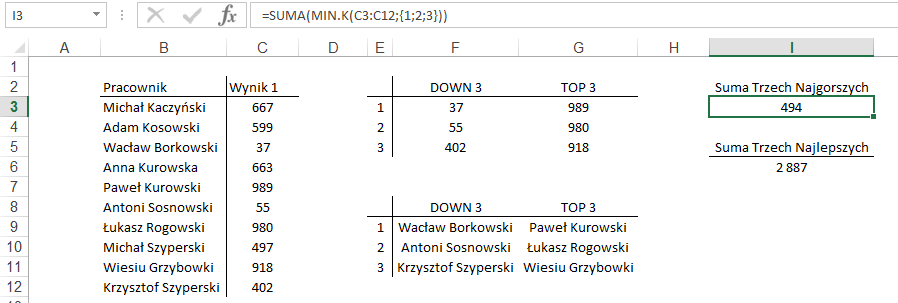 I3 fx =SUMA(MIN.K(C3:C12;{1;2;3}))
A B C D E F G H I
1
2 Pracownik Wynik 1 DOWN 3 TOP 3 Suma Trzech Najgorszych
3 Michał Kaczyński 667 1 37 989 494
4 Adam Kosowski 599 2 55 980
5 Wacław Borkowski 37 3 402 918 Suma Trzech Najlepszych
6 Anna Kurowska 663 2 887
7 Paweł Kurowski 989
8 Antoni Sosnowski 55 DOWN 3 TOP 3
9 Łukasz Rogowski 980 1 Wacław Borkowski Paweł Kurowski
10 Michał Szyperski 497 2 Antoni Sosnowski Łukasz Rogowski
11 Wiesiu Grzybowki 918 3 Krzysztof Szyperski Wiesiu Grzybowki
12 Krzysztof Szyperski 402